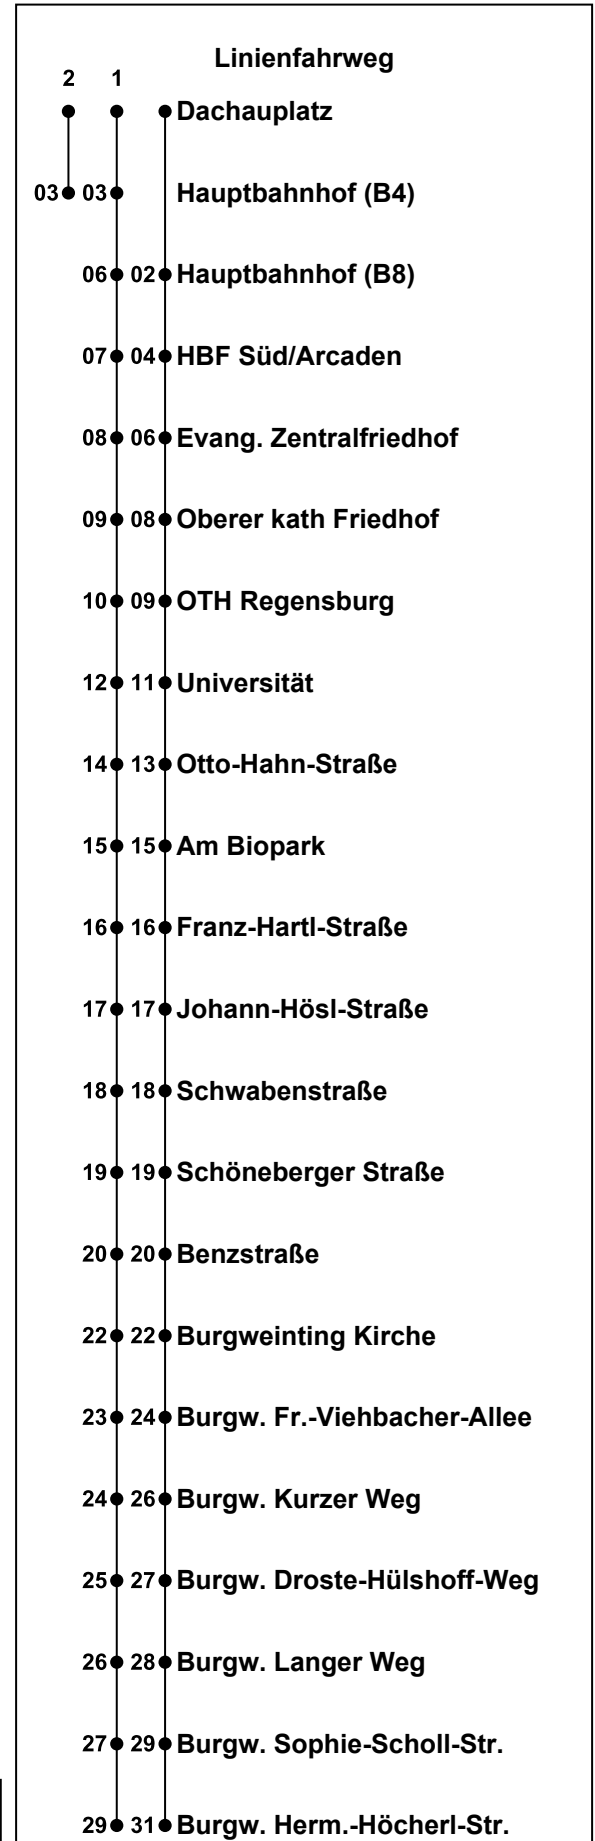 Linienfahrweg
2 1
Dachauplatz
03 03 Hauptbahnhof (B4)
06 02 Hauptbahnhof (B8)
07 04 HBF Süd/Arcaden
08 06 Evang. Zentralfriedhof
09 08 Oberer kath Friedhof
10 09 OTH Regensburg
12 11 Universität
14 13 Otto-Hahn-Straße
15 15 Am Biopark
16 16 Franz-Hartl-Straße
17 17 Johann-Hösl-Straße
18 18 Schwabenstraße
19 19 Schöneberger Straße
20 20 Benzstraße
22 22 Burgweinting Kirche
23 24 Burgw. Fr.-Viehbacher-Allee
24 26 Burgw. Kurzer Weg
25 27 Burgw. Droste-Hülshoff-Weg
26 28 Burgw. Langer Weg
27 29 Burgw. Sophie-Scholl-Str.
29 31 Burgw. Herm.-Höcherl-Str.